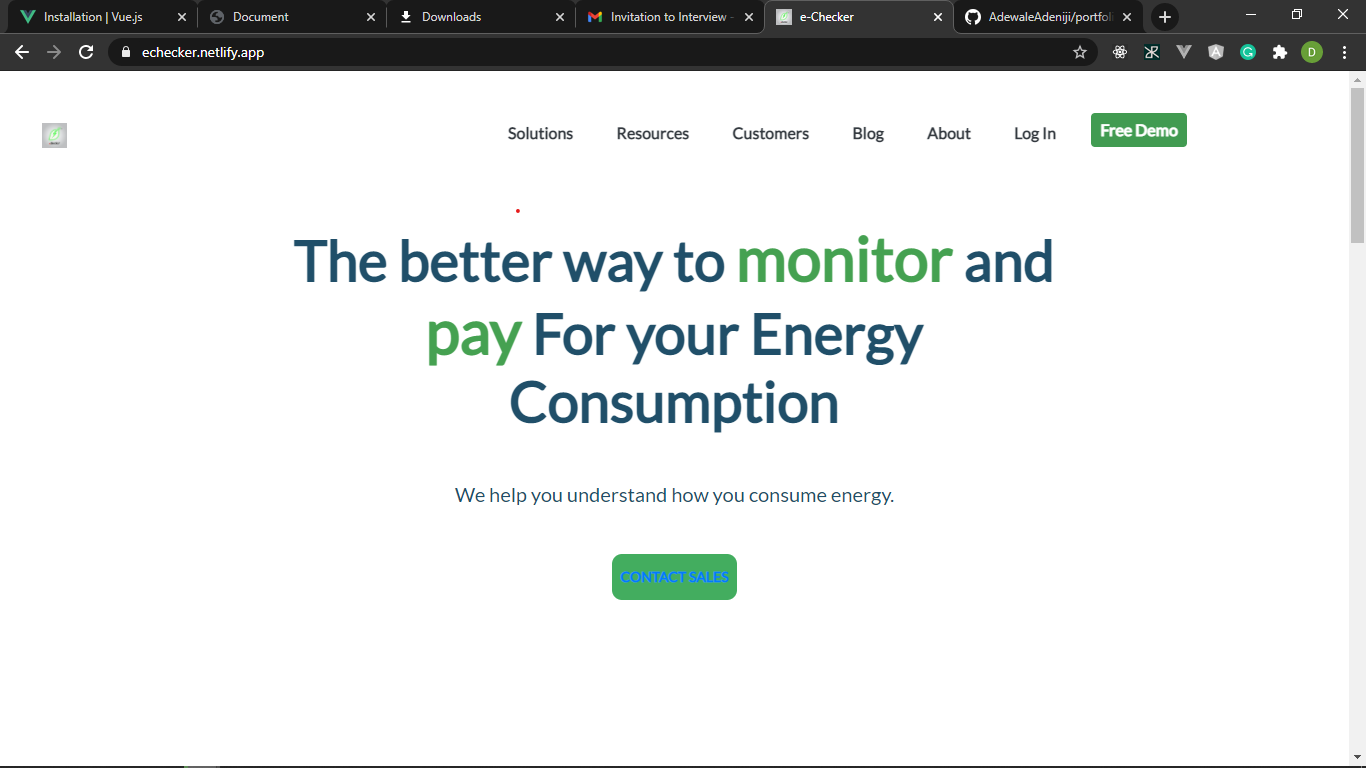 Installation | Vue.js
Document
Downloads
Invitation to Interview -
e-Checker
AdewaleAdeniji/portfoli
echecker.netlify.app
D
Solutions Resources Customers Blog About Log In Free Demo
The better way to monitor and
pay For your Energy
Consumption
We help you understand how you consume energy.
CONTACT SALES